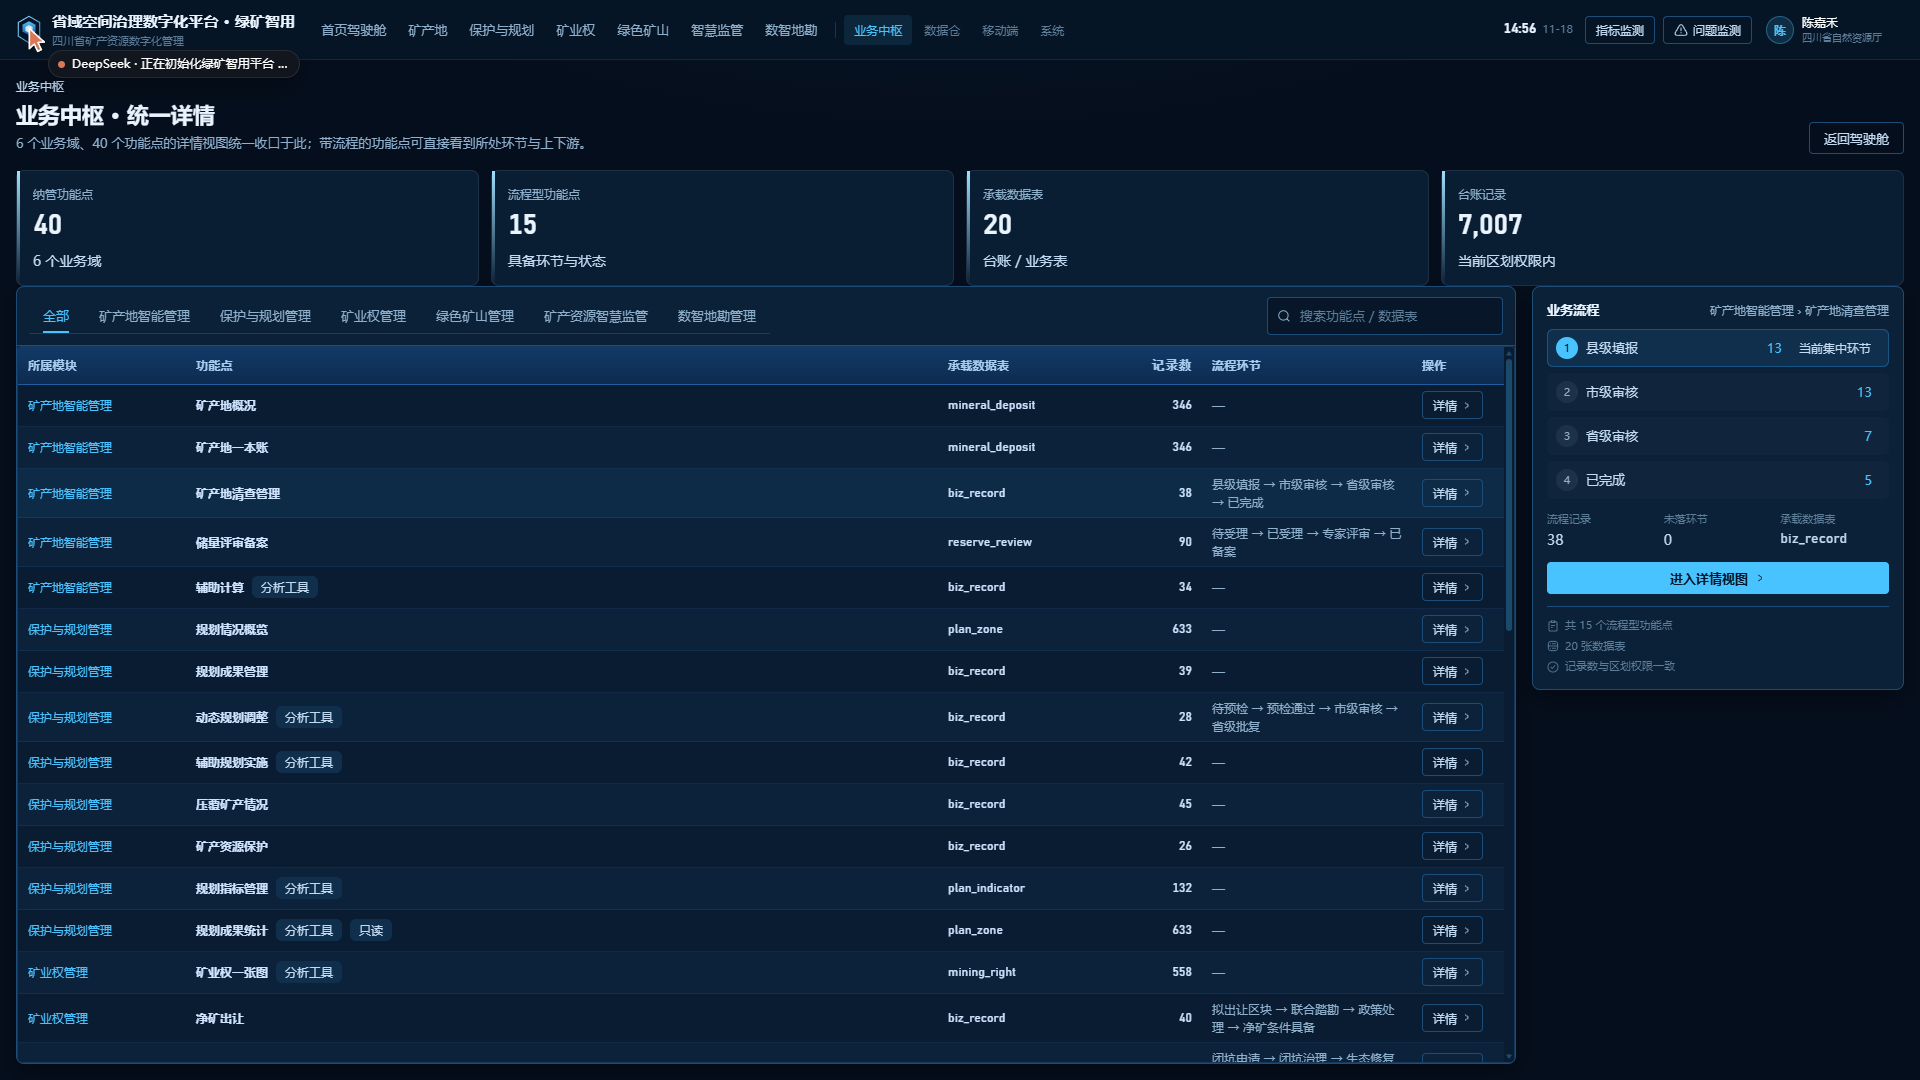 省域空间治理数字化平台 • 绿矿智用
四川省矿产资源数字化管理
首页驾驶舱 矿产地 保护与规划 矿业权 绿色矿山 智慧监管 数智地勘 业务中枢 数据仓 移动端 系统
14:56 11-18 指标监测 问题监测 陈 陈嘉禾
四川省自然资源厅
DeepSeek · 正在初始化绿矿智用平台 ...
业务中枢
业务中枢 • 统一详情
6 个业务域、40 个功能点的详情视图统一收口于此；带流程的功能点可直接看到所处环节与上下游。
返回驾驶舱
纳管功能点
40
6 个业务域
流程型功能点
15
具备环节与状态
承载数据表
20
台账 / 业务表
台账记录
7,007
当前区划权限内
全部 矿产地智能管理 保护与规划管理 矿业权管理 绿色矿山管理 矿产资源智慧监管 数智地勘管理 搜索功能点 / 数据表
所属模块 功能点 承载数据表 记录数 流程环节 操作
矿产地智能管理 矿产地概况 mineral_deposit 346 — 详情 ›
矿产地智能管理 矿产地一本账 mineral_deposit 346 — 详情 ›
矿产地智能管理 矿产地清查管理 biz_record 38 县级填报 → 市级审核 → 省级审核 → 已完成 详情 ›
矿产地智能管理 储量评审备案 reserve_review 90 待受理 → 已受理 → 专家评审 → 已备案 详情 ›
矿产地智能管理 辅助计算 分析工具 biz_record 34 — 详情 ›
保护与规划管理 规划情况概览 plan_zone 633 — 详情 ›
保护与规划管理 规划成果管理 biz_record 39 — 详情 ›
保护与规划管理 动态规划调整 分析工具 biz_record 28 待预检 → 预检通过 → 市级审核 → 省级批复 详情 ›
保护与规划管理 辅助规划实施 分析工具 biz_record 42 — 详情 ›
保护与规划管理 压覆矿产情况 biz_record 45 — 详情 ›
保护与规划管理 矿产资源保护 biz_record 26 — 详情 ›
保护与规划管理 规划指标管理 分析工具 plan_indicator 132 — 详情 ›
保护与规划管理 规划成果统计 分析工具 只读 plan_zone 633 — 详情 ›
矿业权管理 矿业权一张图 分析工具 mining_right 558 — 详情 ›
矿业权管理 净矿出让 biz_record 40 拟出让区块 → 联合踏勘 → 政策处理 → 净矿条件具备 详情 ›
闭坑申请 → 闭坑治理 → 生态修复
业务流程 矿产地智能管理 › 矿产地清查管理
1 县级填报 13 当前集中环节
2 市级审核 13
3 省级审核 7
4 已完成 5
流程记录 未落环节 承载数据表
38 0 biz_record
进入详情视图 ›
共 15 个流程型功能点
20 张数据表
记录数与区划权限一致